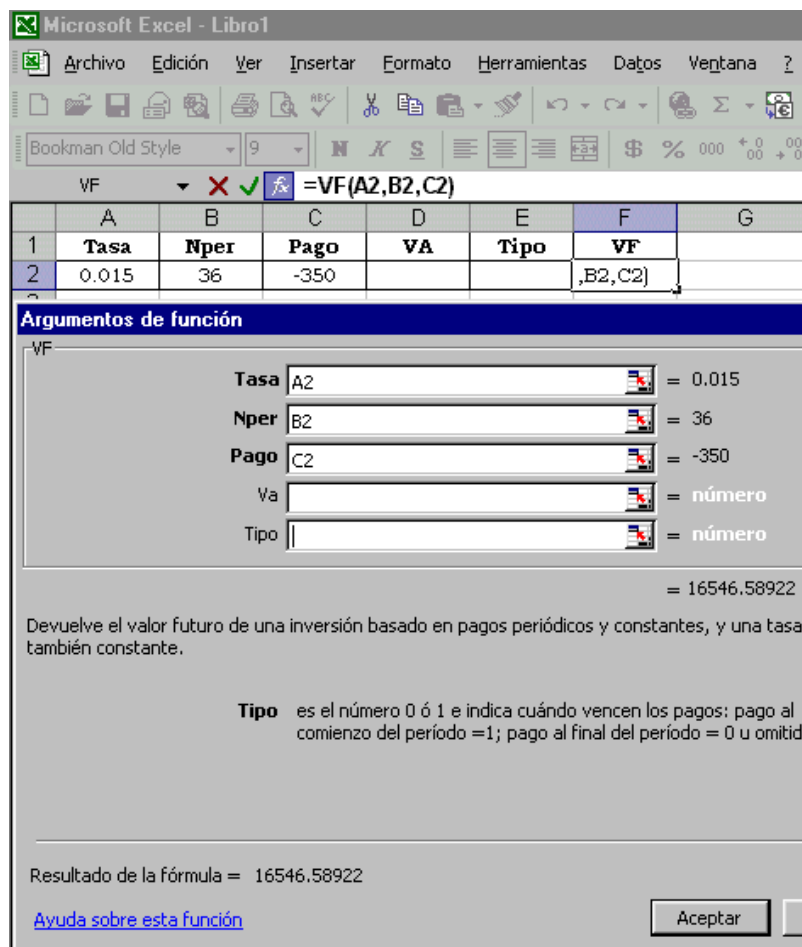 Microsoft Excel - Libro1
Archivo Edición Ver Insertar Formato Herramientas Datos Ventana ?
Bookman Old Style 9 N K S $ % 000
VF =VF(A2,B2,C2)
A B C D E F G
1 Tasa Nper Pago VA Tipo VF
2 0.015 36 -350 ,B2,C2)
Argumentos de función
VF
Tasa A2 = 0.015
Nper B2 = 36
Pago C2 = -350
Va = número
Tipo = número
= 16546.58922
Devuelve el valor futuro de una inversión basado en pagos periódicos y constantes, y una tasa
también constante.
Tipo es el número 0 ó 1 e indica cuándo vencen los pagos: pago al
comienzo del período =1; pago al final del período = 0 u omitid
Resultado de la fórmula = 16546.58922
Ayuda sobre esta función
Aceptar